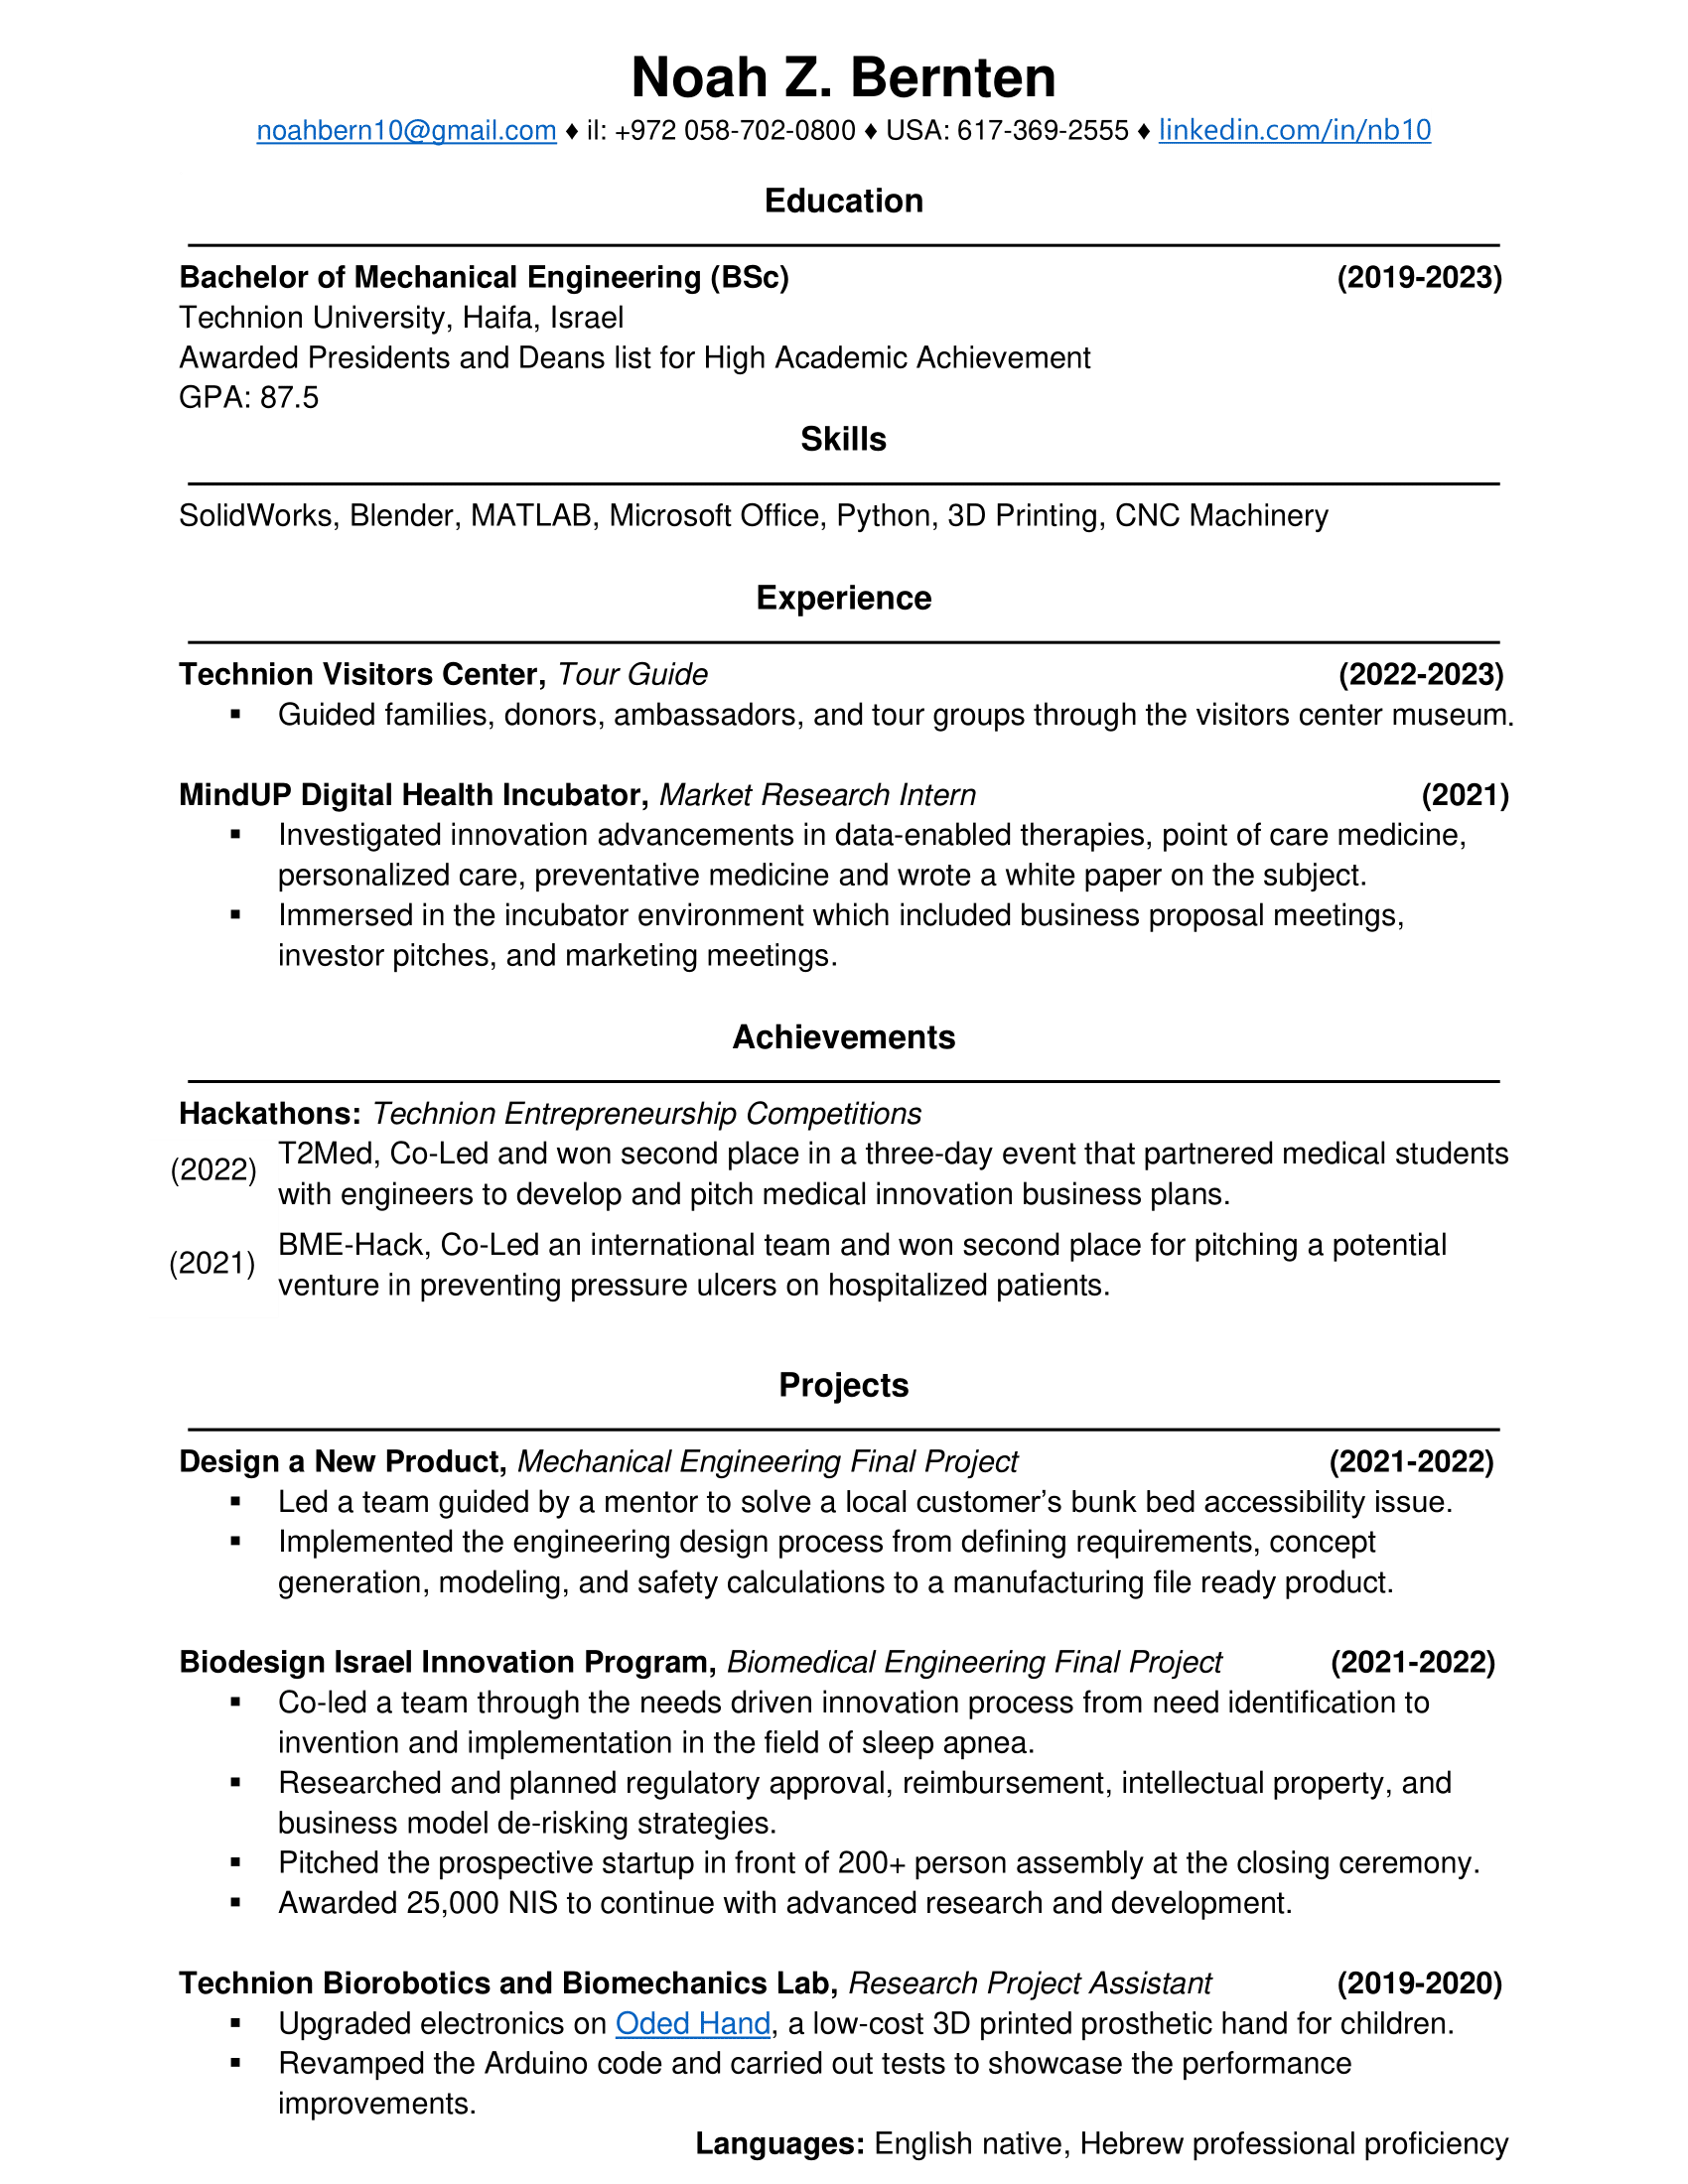 Noah Z. Bernten
noahbern10@gmail.com ♦ il: +972 058-702-0800 ♦ USA: 617-369-2555 ♦ linkedin.com/in/nb10
Education
Bachelor of Mechanical Engineering (BSc) (2019-2023)
Technion University, Haifa, Israel
Awarded Presidents and Deans list for High Academic Achievement
GPA: 87.5
Skills
SolidWorks, Blender, MATLAB, Microsoft Office, Python, 3D Printing, CNC Machinery
Experience
Technion Visitors Center, Tour Guide (2022-2023)
▪ Guided families, donors, ambassadors, and tour groups through the visitors center museum.
MindUP Digital Health Incubator, Market Research Intern (2021)
▪ Investigated innovation advancements in data-enabled therapies, point of care medicine,
personalized care, preventative medicine and wrote a white paper on the subject.
▪ Immersed in the incubator environment which included business proposal meetings,
investor pitches, and marketing meetings.
Achievements
Hackathons: Technion Entrepreneurship Competitions
(2022) T2Med, Co-Led and won second place in a three-day event that partnered medical students
with engineers to develop and pitch medical innovation business plans.
(2021) BME-Hack, Co-Led an international team and won second place for pitching a potential
venture in preventing pressure ulcers on hospitalized patients.
Projects
Design a New Product, Mechanical Engineering Final Project (2021-2022)
▪ Led a team guided by a mentor to solve a local customer’s bunk bed accessibility issue.
▪ Implemented the engineering design process from defining requirements, concept
generation, modeling, and safety calculations to a manufacturing file ready product.
Biodesign Israel Innovation Program, Biomedical Engineering Final Project (2021-2022)
▪ Co-led a team through the needs driven innovation process from need identification to
invention and implementation in the field of sleep apnea.
▪ Researched and planned regulatory approval, reimbursement, intellectual property, and
business model de-risking strategies.
▪ Pitched the prospective startup in front of 200+ person assembly at the closing ceremony.
▪ Awarded 25,000 NIS to continue with advanced research and development.
Technion Biorobotics and Biomechanics Lab, Research Project Assistant (2019-2020)
▪ Upgraded electronics on Oded Hand, a low-cost 3D printed prosthetic hand for children.
▪ Revamped the Arduino code and carried out tests to showcase the performance
improvements.
Languages: English native, Hebrew professional proficiency